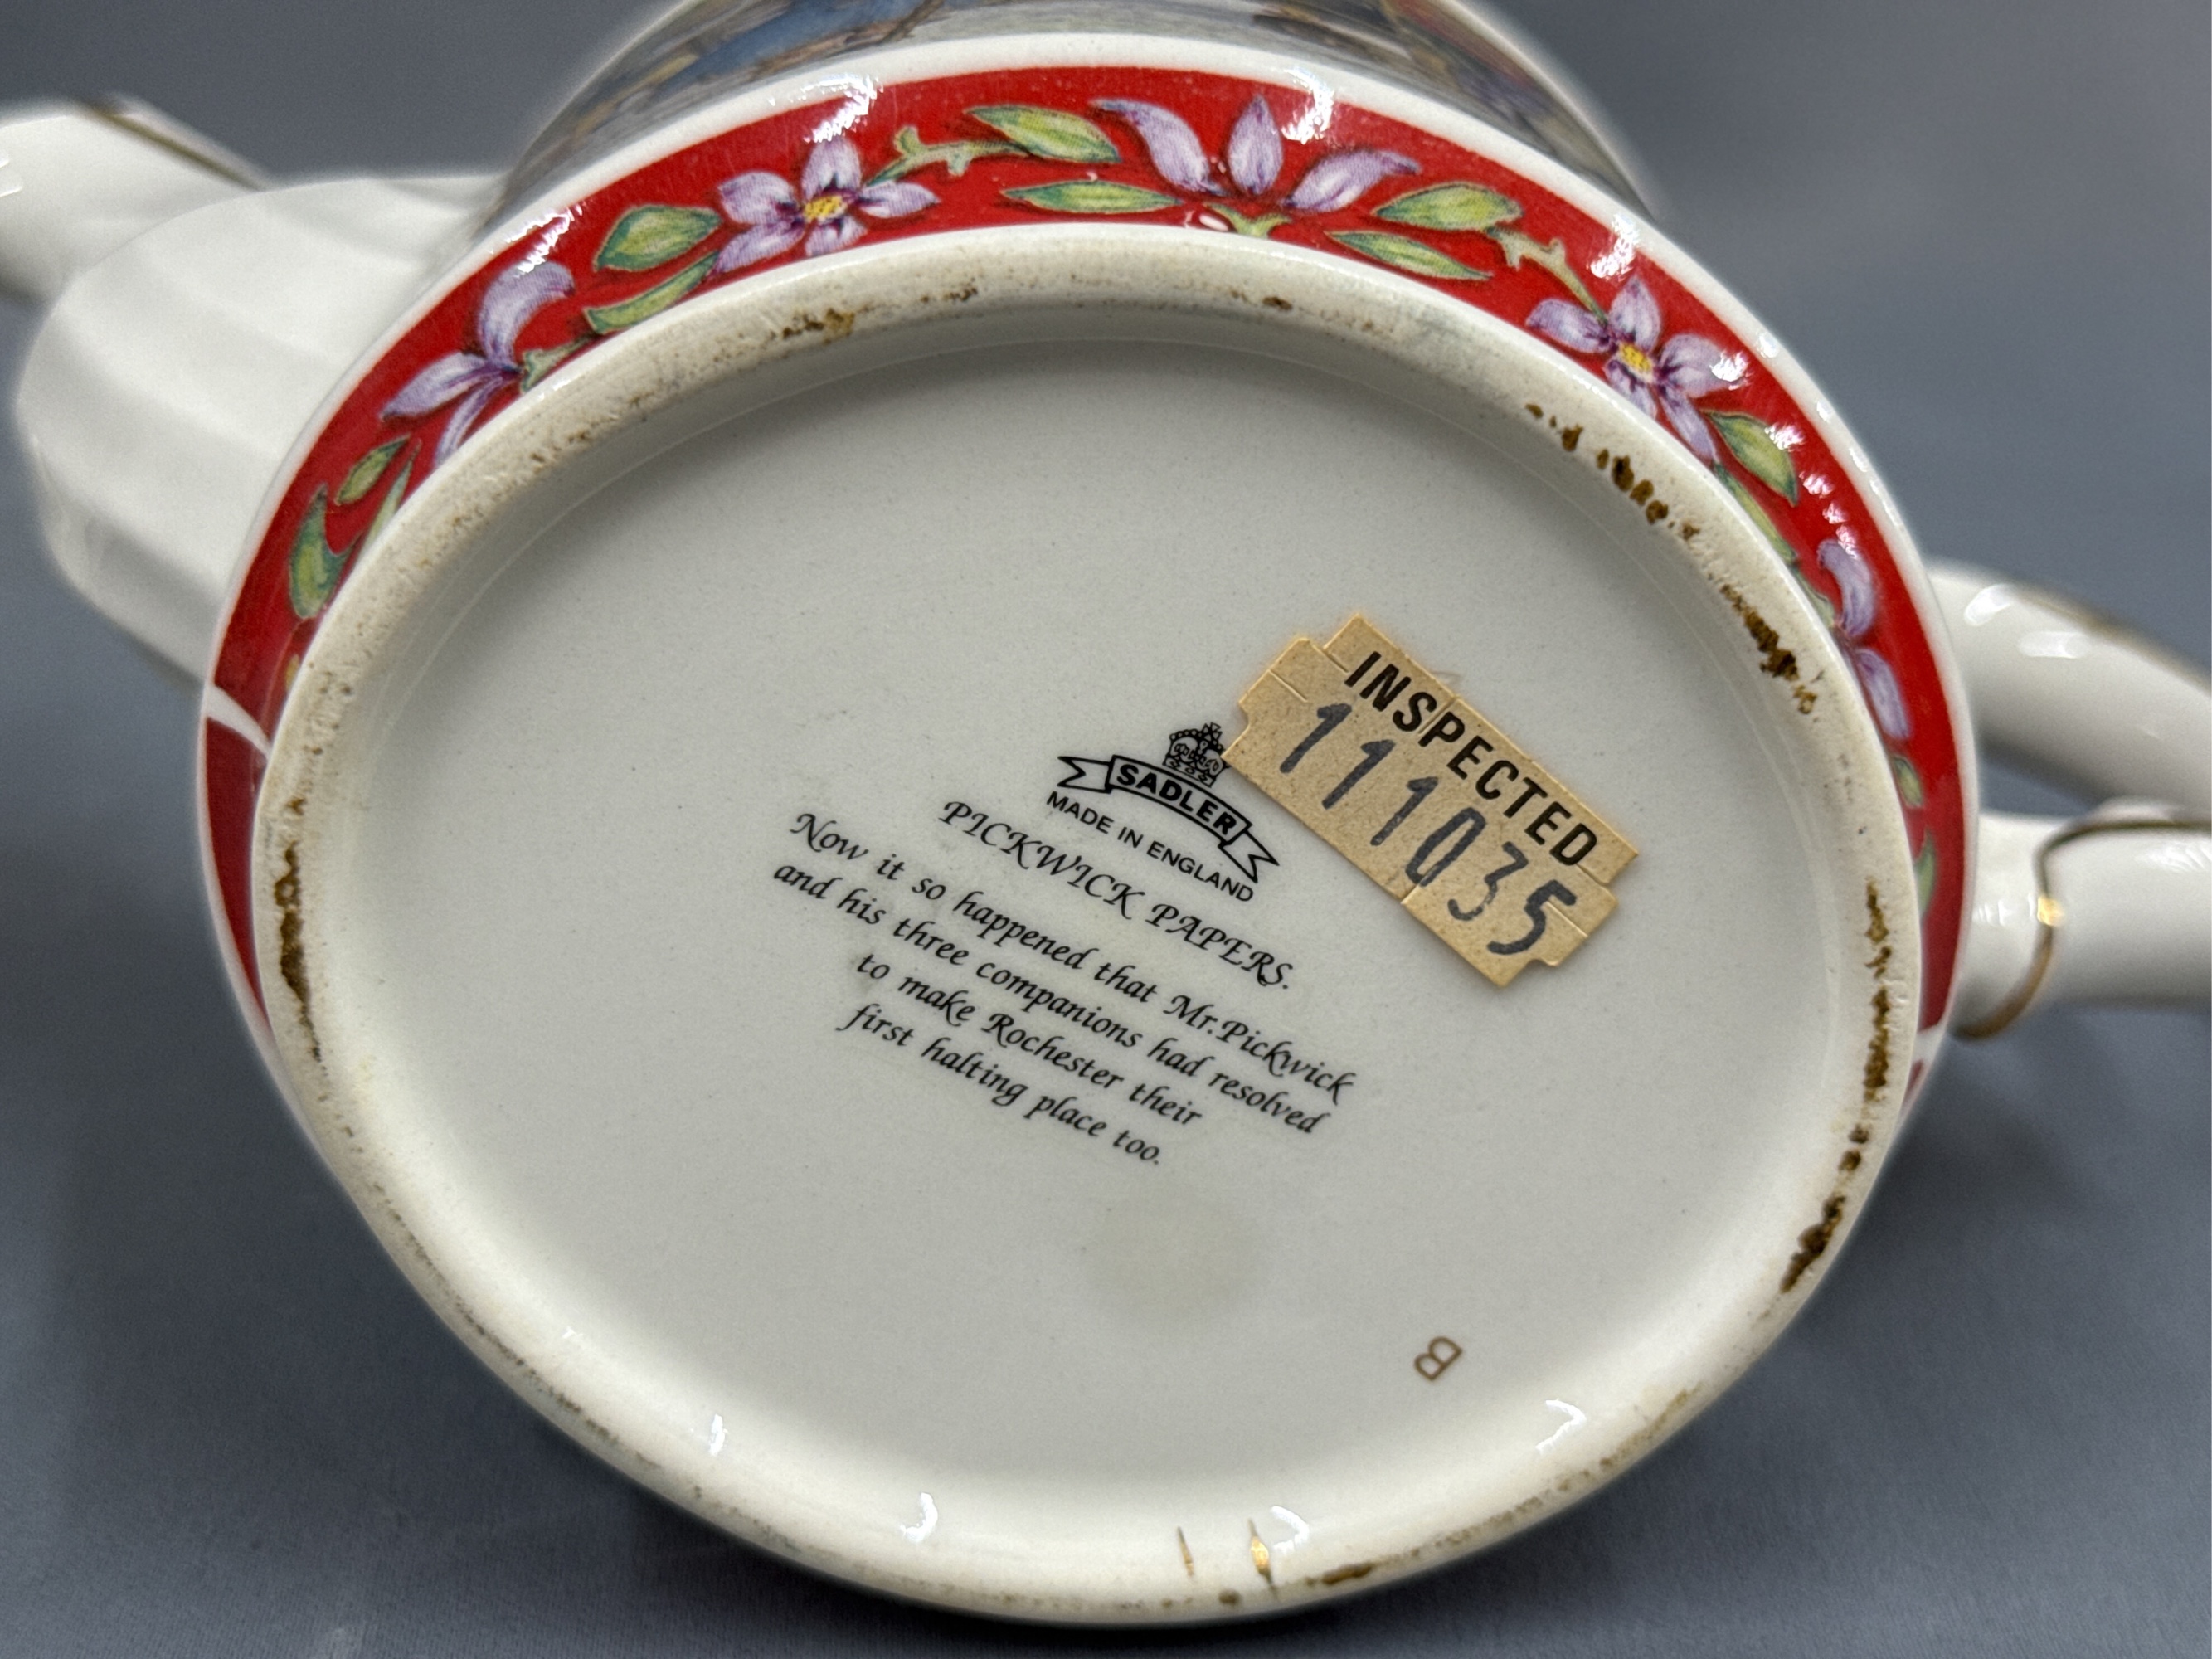 INSPECTED
111035
SADLER
MADE IN ENGLAND
PICKWICK PAPERS.
Now it so happened that Mr.Pickwick
and his three companions had resolved
to make Rochester their
first halting place too.
B